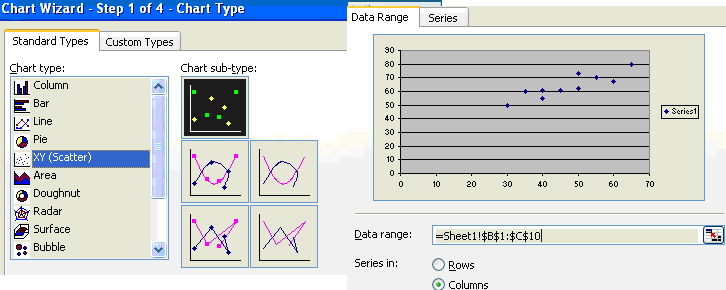 Chart Wizard - Step 1 of 4 - Chart Type
Standard Types
Custom Types
Chart type:
Column
Bar
Line
Pie
XY (Scatter)
Area
Doughnut
Radar
Surface
Bubble
Chart sub-type:
Data Range
Series
90
80
70
60
50
40
30
20
10
0
0 10 20 30 40 50 60 70
Series1
Data range:
=Sheet1!$B$1:$C$10
Series in:
Rows
Columns